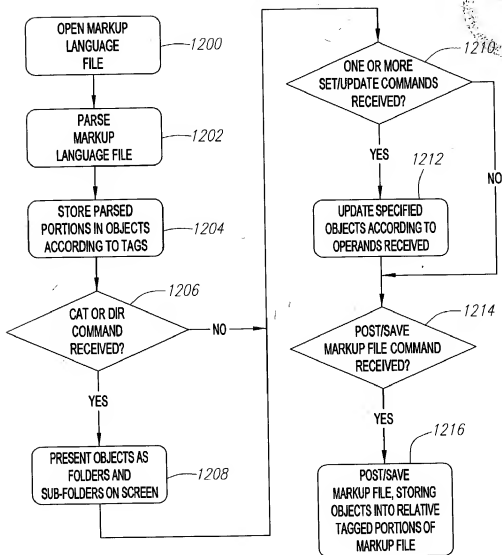 OPEN MARKUP
LANGUAGE
FILE
1200
PARSE
MARKUP
LANGUAGE FILE
1202
STORE PARSED
PORTIONS IN OBJECTS
ACCORDING TO TAGS
1204
1206
CAT OR DIR
COMMAND
RECEIVED?
NO
YES
PRESENT OBJECTS AS
FOLDERS AND
SUB-FOLDERS ON SCREEN
1208
1210
ONE OR MORE
SET/UPDATE COMMANDS
RECEIVED?
YES
NO
1212
UPDATE SPECIFIED
OBJECTS ACCORDING TO
OPERANDS RECEIVED
1214
POST/SAVE
MARKUP FILE COMMAND
RECEIVED?
YES
1216
POST/SAVE
MARKUP FILE, STORING
OBJECTS INTO RELATIVE
TAGGED PORTIONS OF
MARKUP FILE